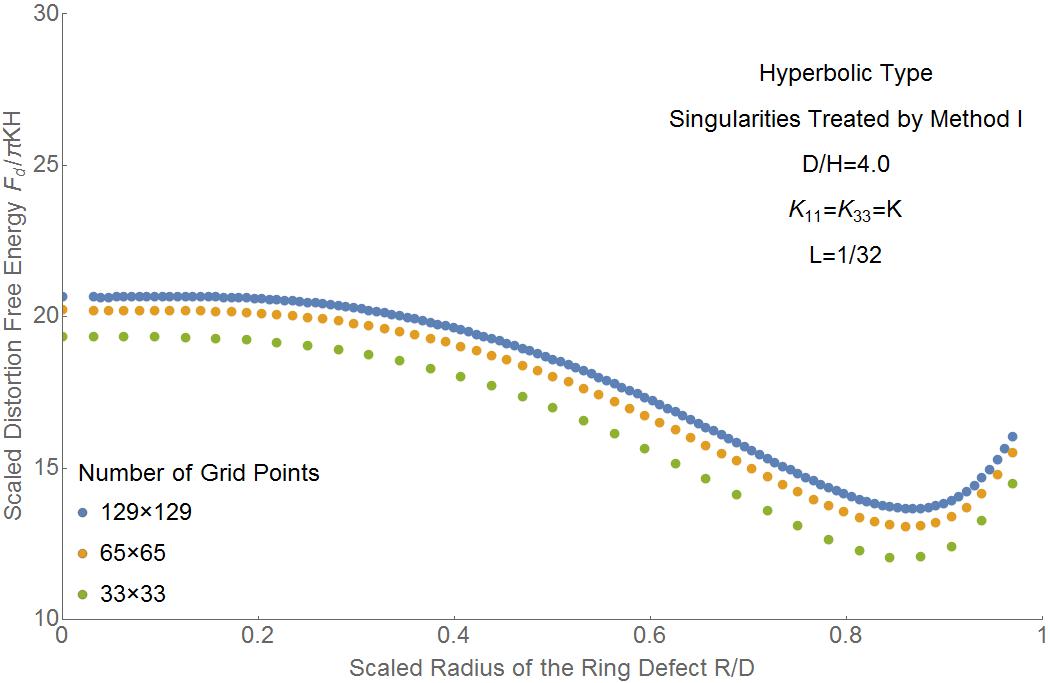 Scaled Distortion Free Energy F_d/πKH
30
25
20
15
10
Hyperbolic Type
Singularities Treated by Method I
D/H=4.0
K₁₁=K₃₃=K
L=1/32
Number of Grid Points
129×129
65×65
33×33
0
0.2
0.4
0.6
0.8
1
Scaled Radius of the Ring Defect R/D